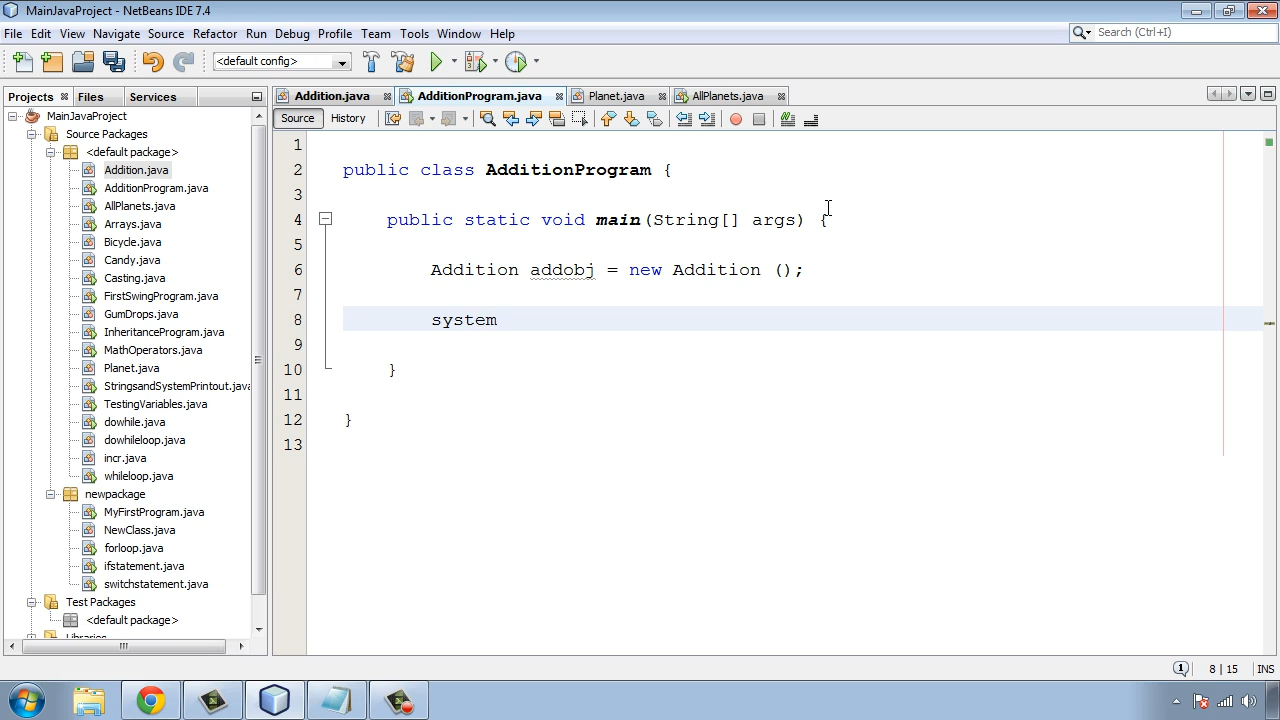 MainJavaProject - NetBeans IDE 7.4
File Edit View Navigate Source Refactor Run Debug Profile Team Tools Window Help
Search (Ctrl+I)
<default config>
Projects Files Services
Addition.java AdditionProgram.java Planet.java AllPlanets.java
Source History
MainJavaProject
Source Packages
<default package>
Addition.java
AdditionProgram.java
AllPlanets.java
Arrays.java
Bicycle.java
Candy.java
Casting.java
FirstSwingProgram.java
GumDrops.java
InheritanceProgram.java
MathOperators.java
Planet.java
StringsandSystemPrintout.java
TestingVariables.java
dowhile.java
dowhileloop.java
incr.java
whileloop.java
newpackage
MyFirstProgram.java
NewClass.java
forloop.java
ifstatement.java
switchstatement.java
Test Packages
<default package>
Libraries
1
2 public class AdditionProgram {
3
4 public static void main(String[] args) {
5
6 Addition addobj = new Addition ();
7
8 system
9
10 }
11
12 }
13
1 8 | 15 INS